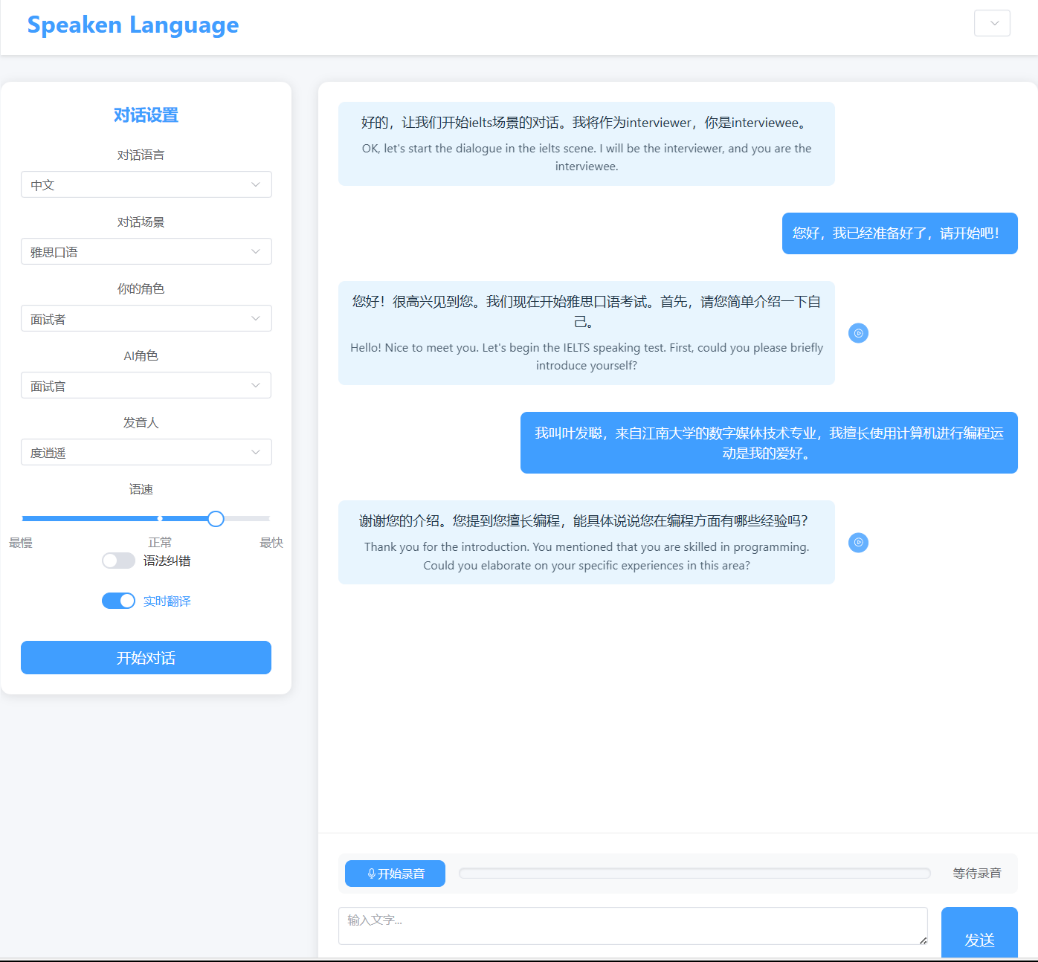 Speaken Language
对话设置
对话语言
中文
对话场景
雅思口语
你的角色
面试者
AI角色
面试官
发音人
度逍遥
语速
最慢 正常 最快
语法纠错
实时翻译
开始对话
好的，让我们开始ielts场景的对话。我将作为interviewer，你是interviewee。
OK, let's start the dialogue in the ielts scene. I will be the interviewer, and you are the
interviewee.
您好，我已经准备好了，请开始吧！
您好！很高兴见到您。我们现在开始雅思口语考试。首先，请您简单介绍一下自
己。
Hello! Nice to meet you. Let's begin the IELTS speaking test. First, could you please briefly
introduce yourself?
我叫叶发聪，来自江南大学的数字媒体技术专业，我擅长使用计算机进行编程运
动是我的爱好。
谢谢您的介绍。您提到您擅长编程，能具体说说您在编程方面有哪些经验吗？
Thank you for the introduction. You mentioned that you are skilled in programming.
Could you elaborate on your specific experiences in this area?
开始录音
等待录音
输入文字...
发送